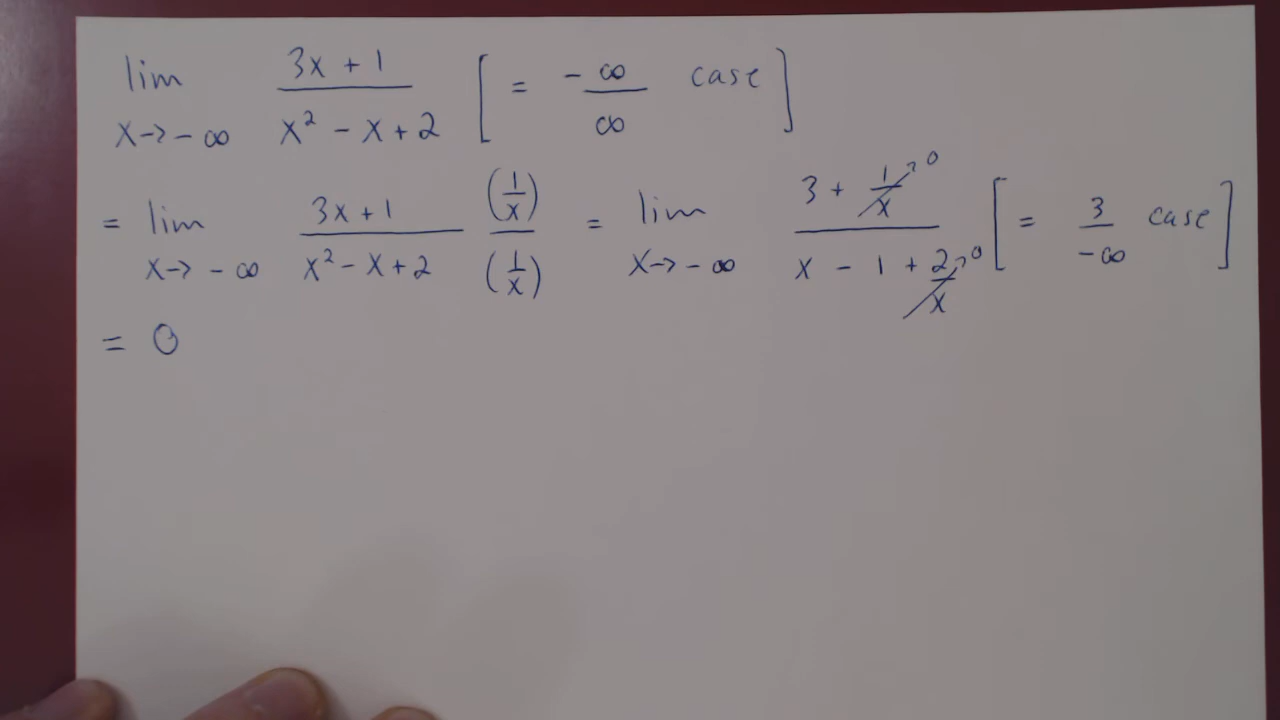 lim x→-∞ (3x + 1)/(x² - x + 2) [ = -∞/∞ case ]
= lim x→-∞ (3x + 1)/(x² - x + 2) (1/x)/(1/x) = lim x→-∞ (3 + 1/x→0)/(x - 1 + 2/x→0) [ = 3/-∞ case ]
= 0